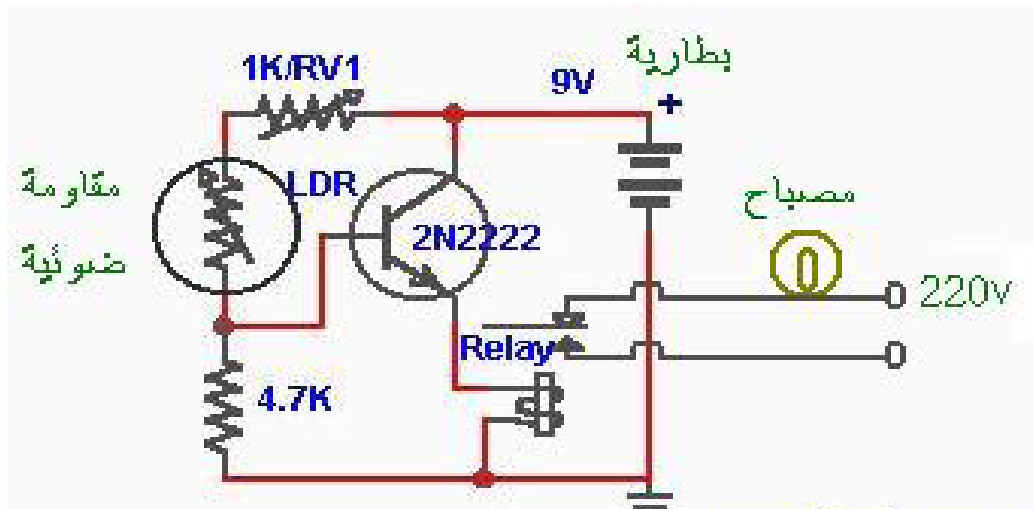 بطارية
1K/RV1
9V
+
مقاومة
ضوئية
LDR
2N2222
مصباح
220v
Relay
4.7K